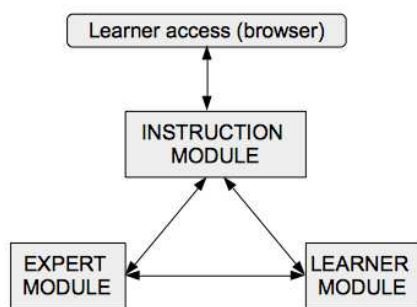 Learner access (browser)
INSTRUCTION
MODULE
EXPERT
MODULE
LEARNER
MODULE